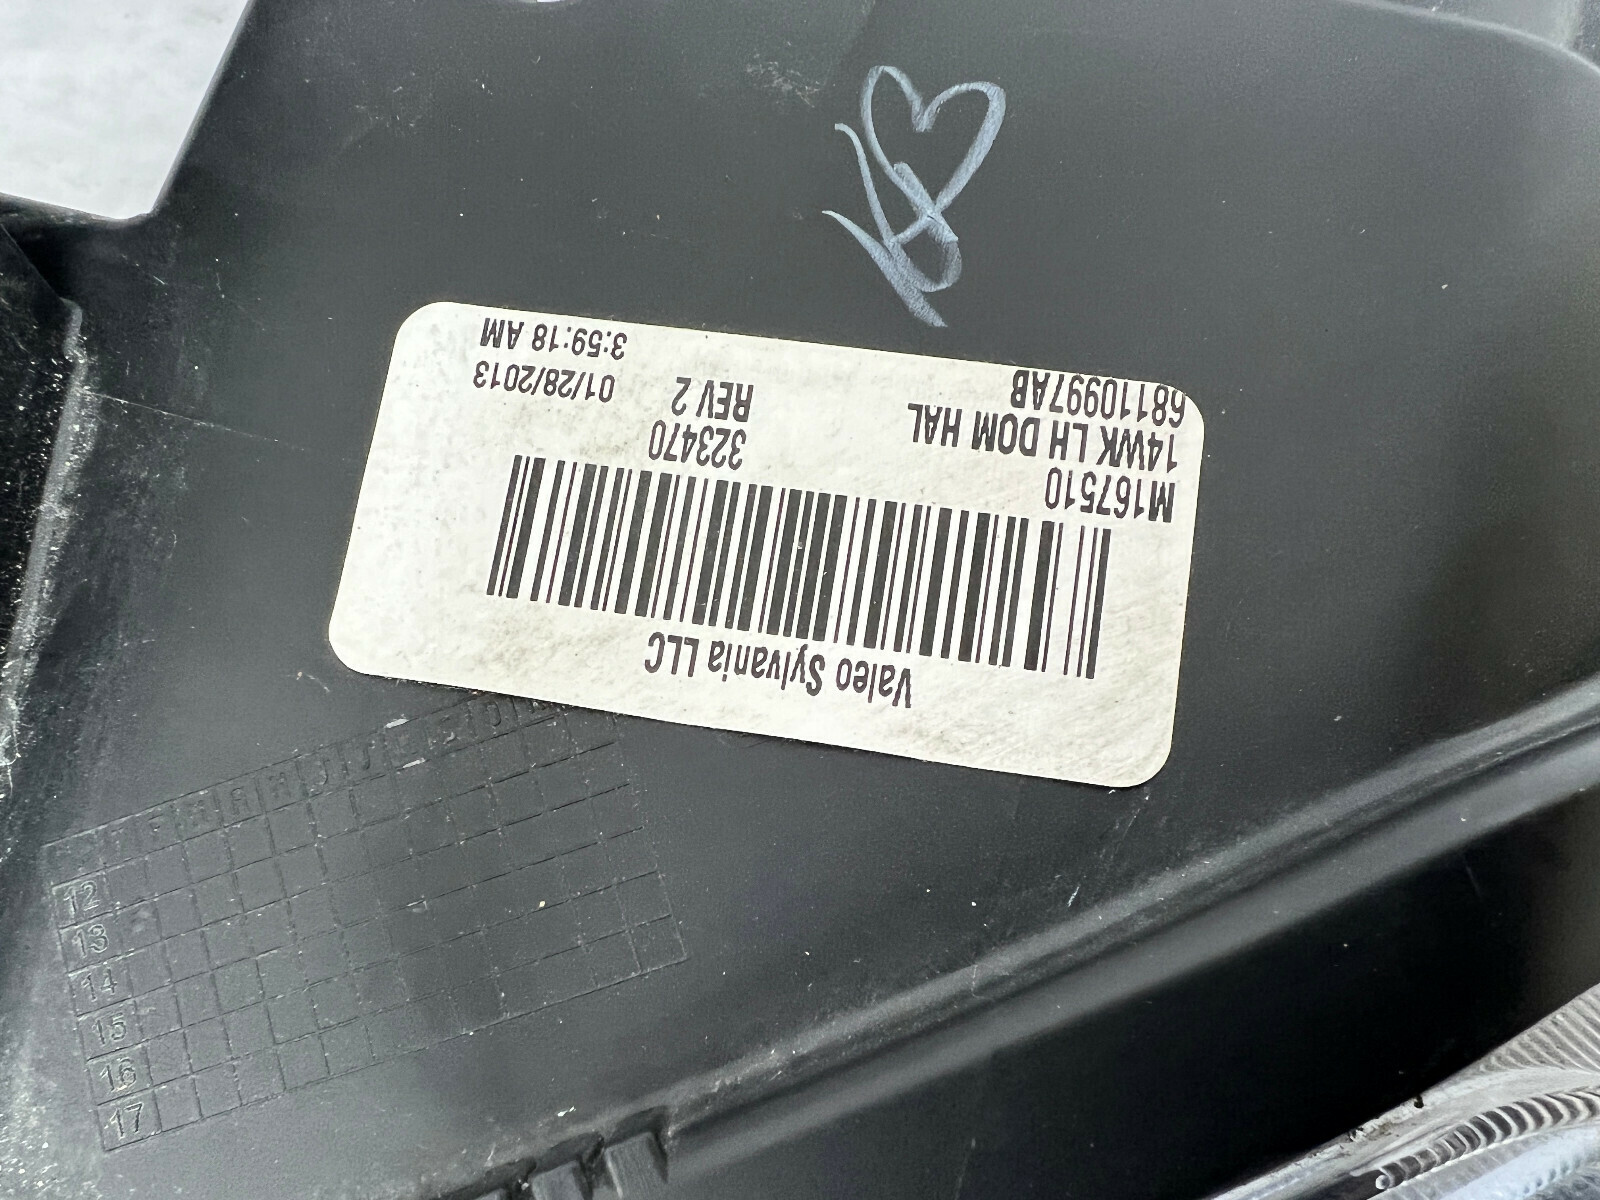 Valeo Sylvania LLC
M167510
323470
14WK LH DOM HAL
REV 2
01/28/2013
68110997AB
3:59:18 AM
12
13
14
15
16
17